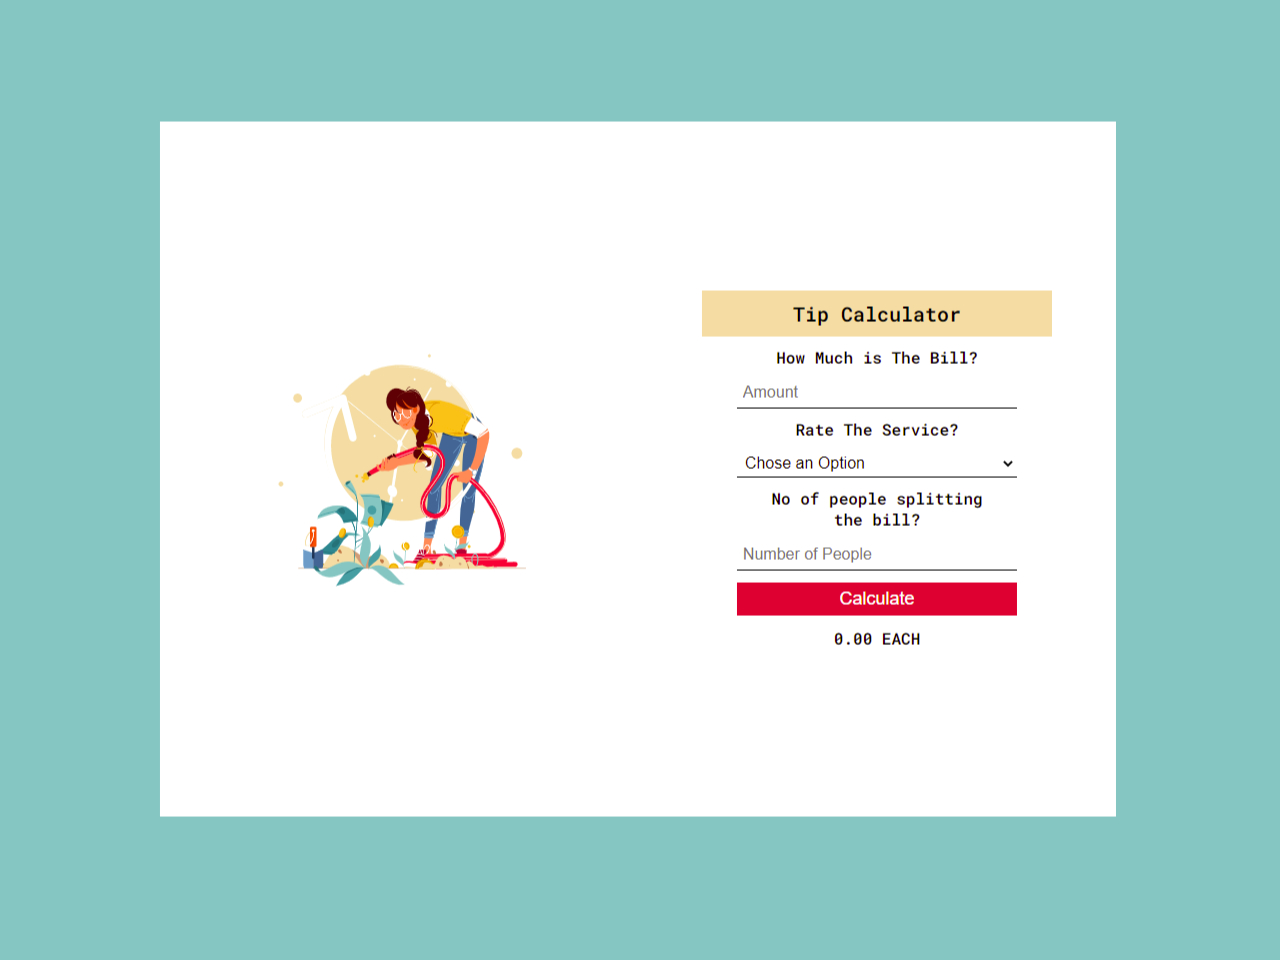 Tip Calculator
How Much is The Bill?
Amount
Rate The Service?
Chose an Option
No of people splitting
the bill?
Number of People
Calculate
0.00 EACH